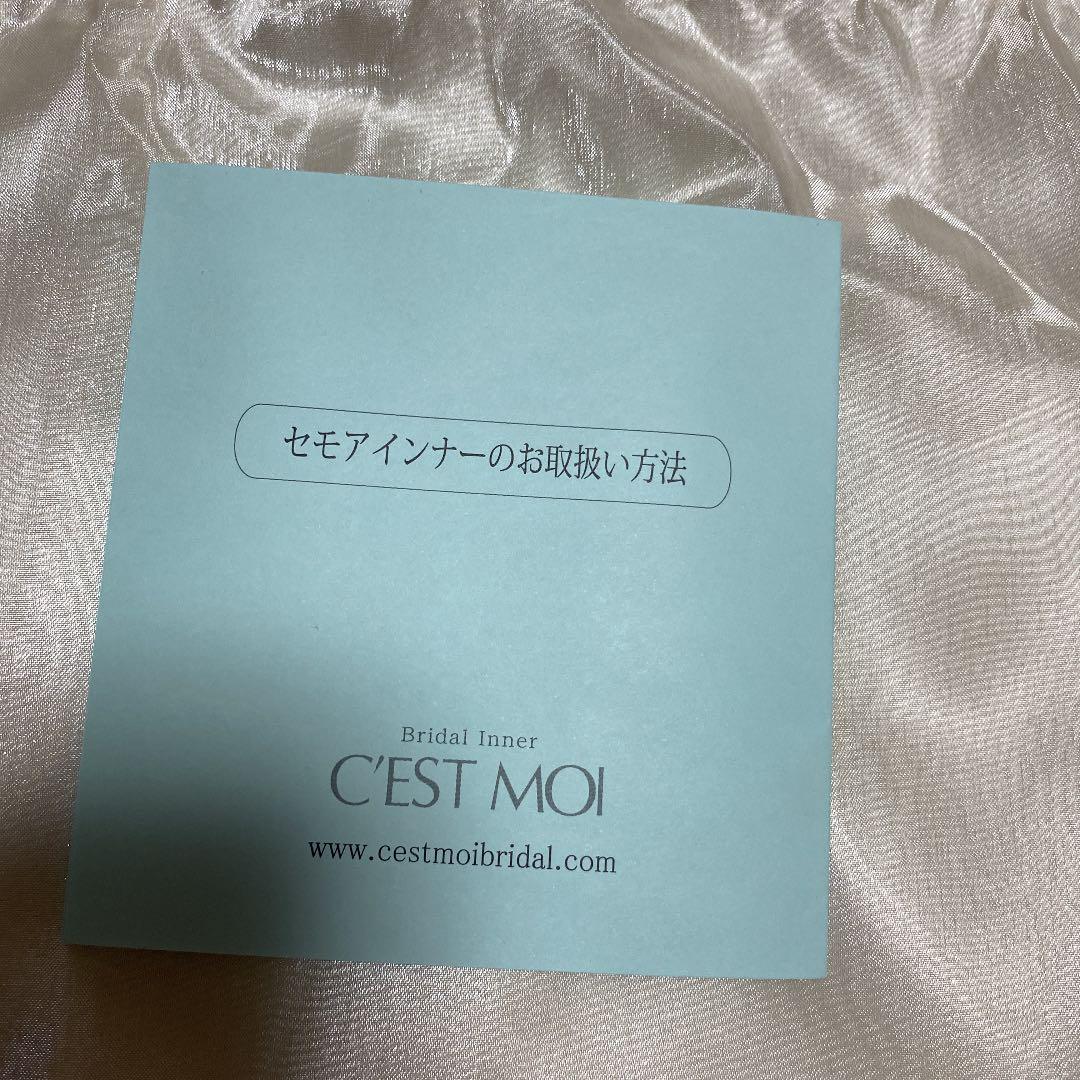 セモアインナーのお取扱い方法
Bridal Inner
C'EST MOI
www.cestmoibridal.com